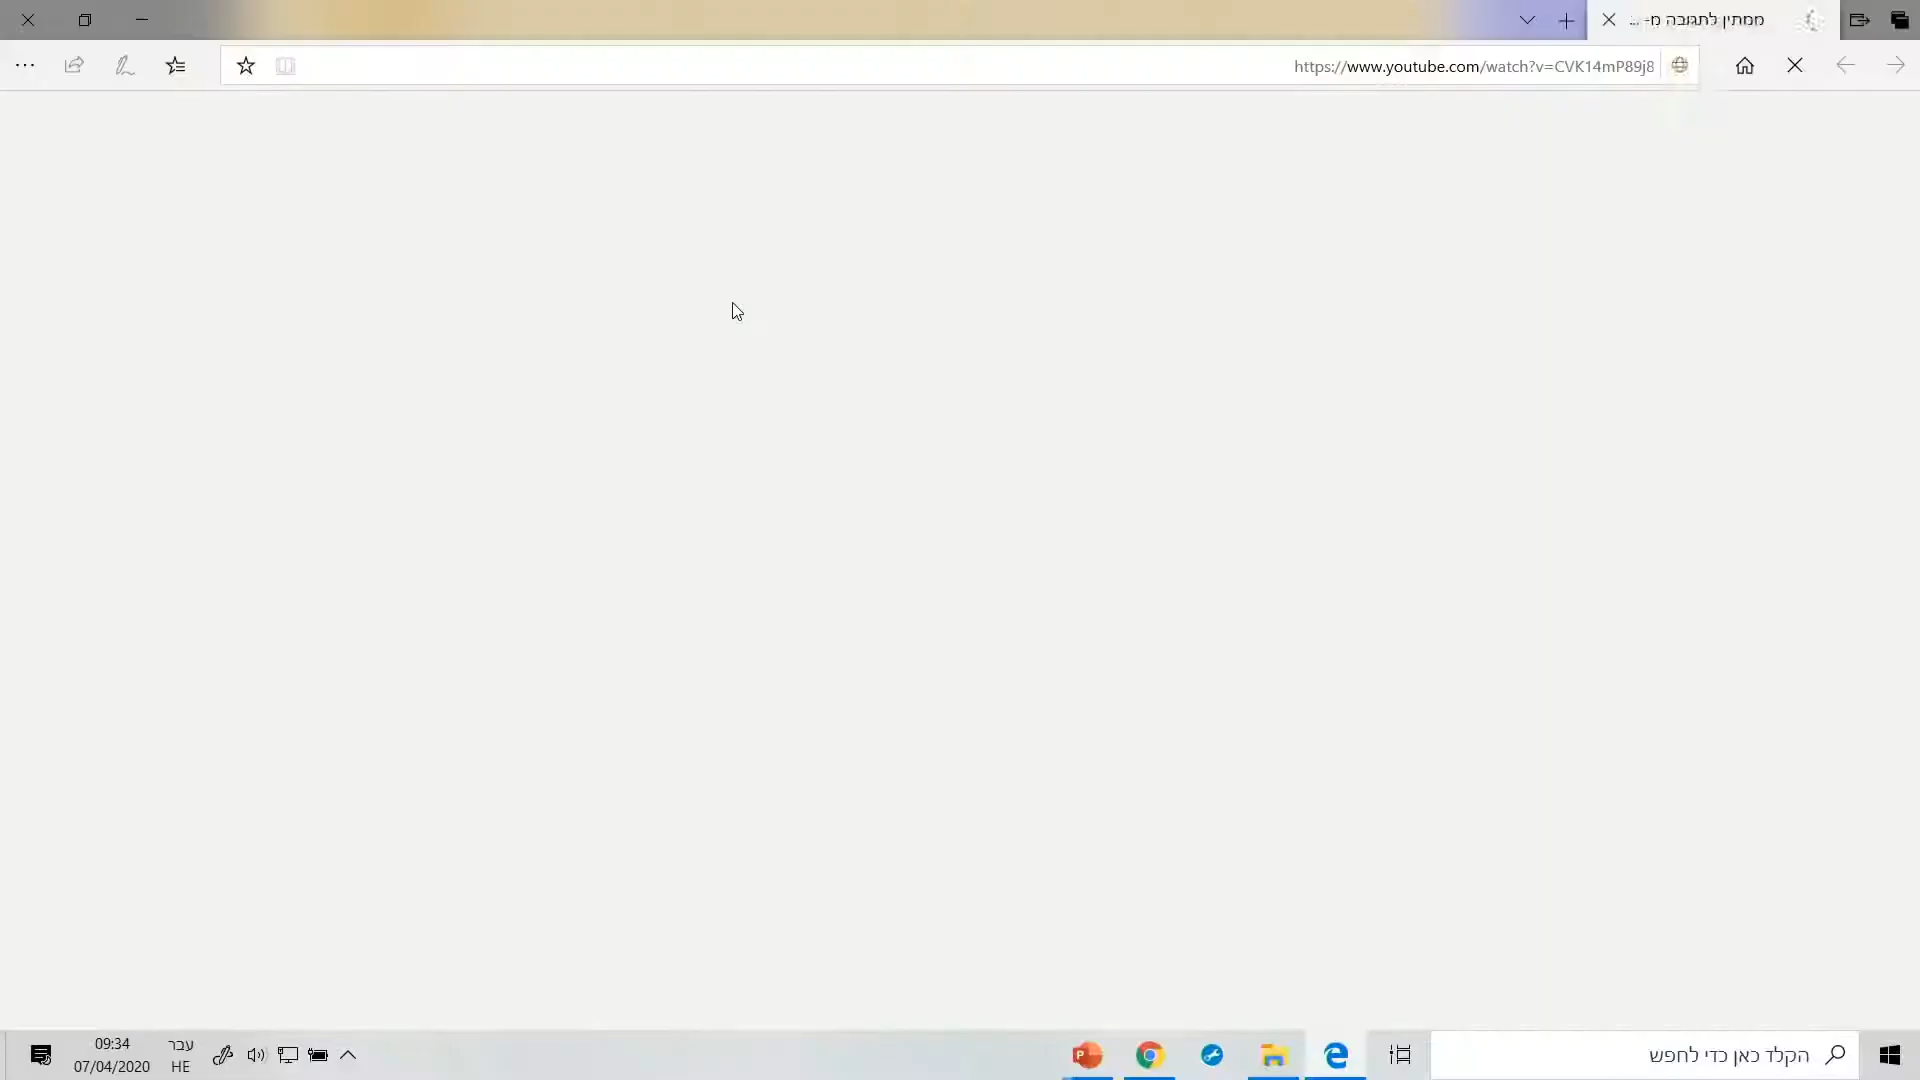 ממתין לתגובה מ- ...
https://www.youtube.com/watch?v=CVK14mP89j8
הקלד כאן כדי לחפש
עבר
HE
09:34
07/04/2020